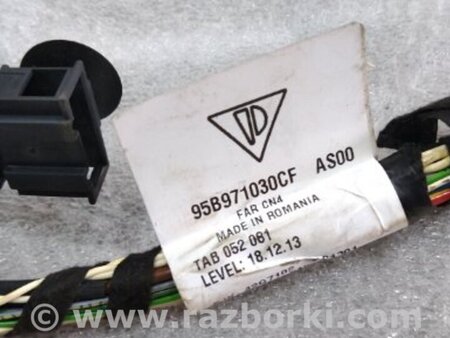 95B971030CF AS00
FAR CN4
MADE IN ROMANIA
TAB 052 081
LEVEL: 18.12.13
www.razborki.com